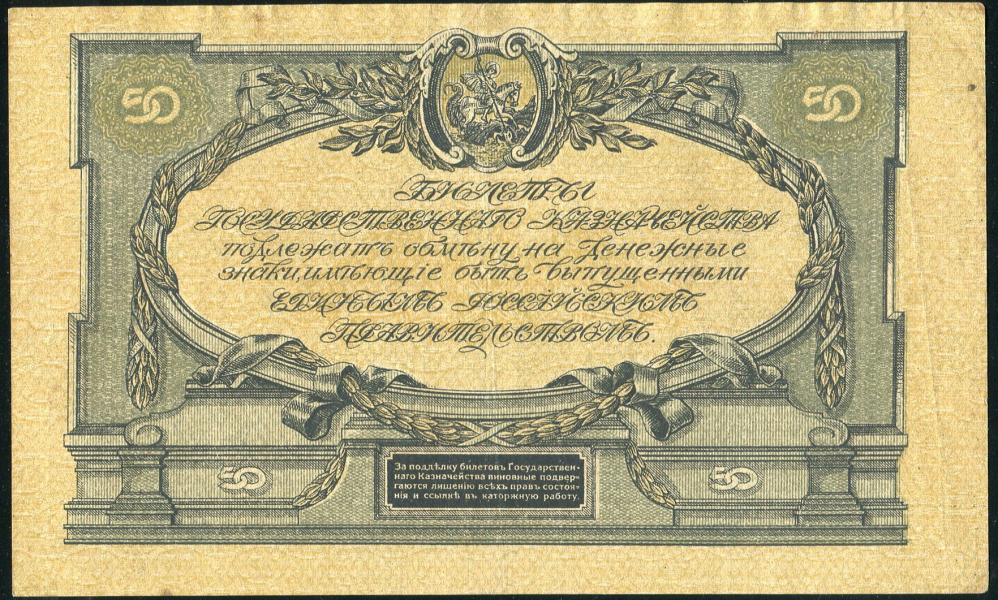 50 50
БИЛЕТЫ
ГОСУДАРСТВЕННАГО КАЗНАЧЕЙСТВА
подлежатъ обмѣну на Денежные
знаки, имѣющіе быть выпущенными
ЕДИНЫМЪ РОССІЙСКИМЪ
ПРАВИТЕЛЬСТВОМЪ.
За поддѣлку билетовъ Государствен-
наго Казначейства виновные подвер-
гаются лишенію всѣхъ правъ состоя-
нія и ссылкѣ въ каторжную работу.
50 50